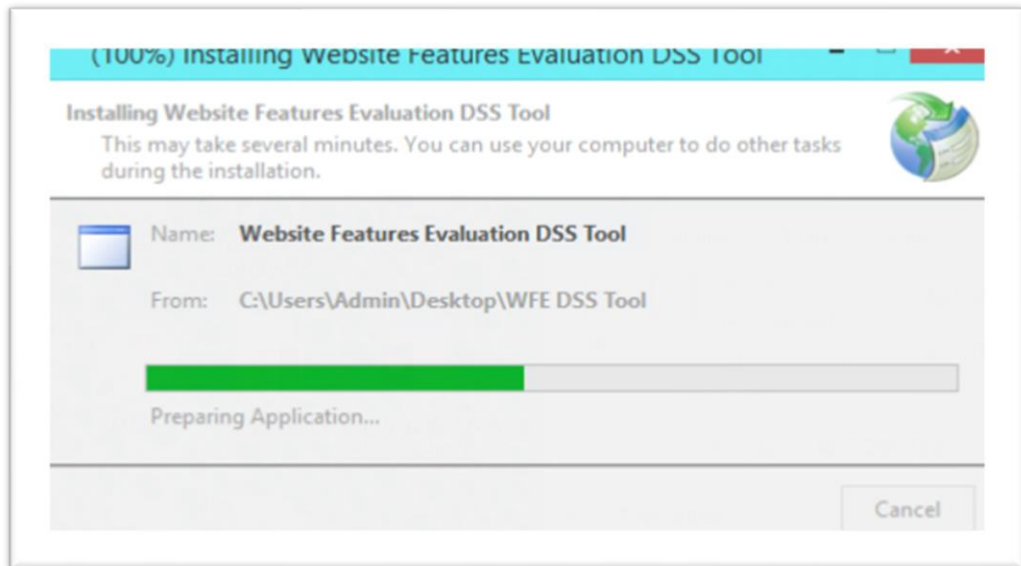 (100%) Installing Website Features Evaluation DSS Tool
Installing Website Features Evaluation DSS Tool
This may take several minutes. You can use your computer to do other tasks
during the installation.
Name: Website Features Evaluation DSS Tool
From: C:\Users\Admin\Desktop\WFE DSS Tool
Preparing Application...
Cancel